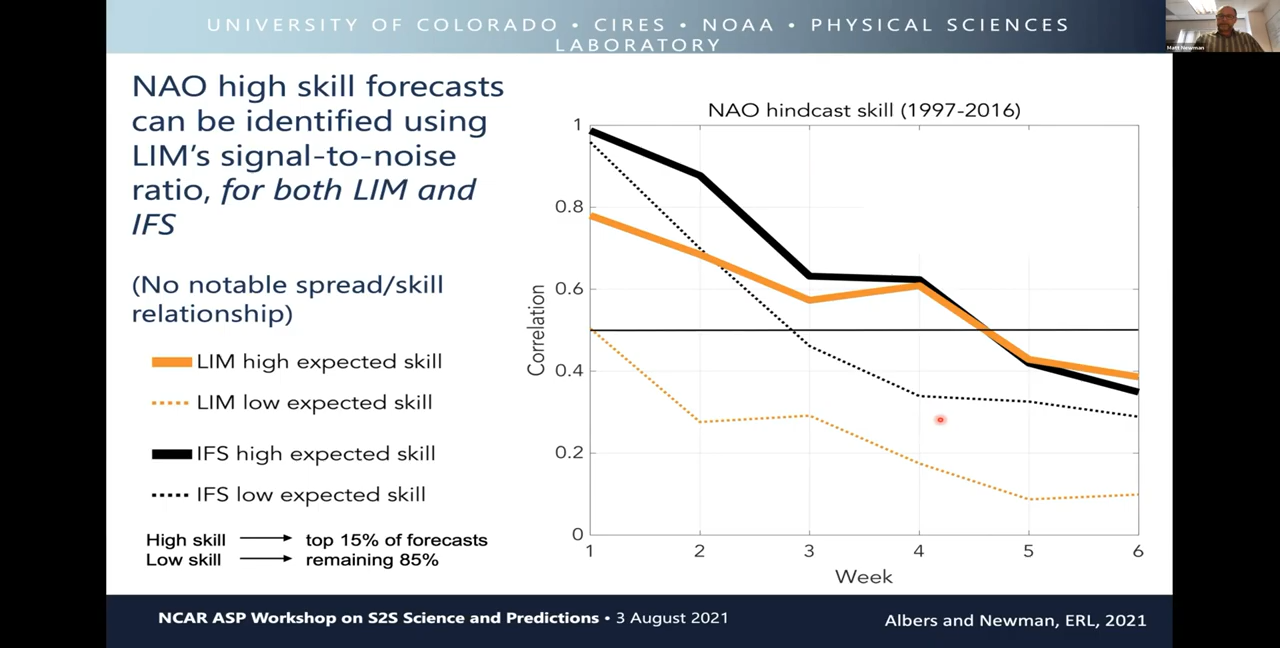 UNIVERSITY OF COLORADO • CIRES • NOAA • PHYSICAL SCIENCES
LABORATORY
Matt Newman
NAO high skill forecasts
can be identified using
LIM's signal-to-noise
ratio, for both LIM and
IFS
(No notable spread/skill
relationship)
LIM high expected skill
LIM low expected skill
IFS high expected skill
IFS low expected skill
High skill → top 15% of forecasts
Low skill → remaining 85%
NAO hindcast skill (1997-2016)
Correlation
1
0.8
0.6
0.4
0.2
0
1 2 3 4 5 6
Week
NCAR ASP Workshop on S2S Science and Predictions • 3 August 2021
Albers and Newman, ERL, 2021